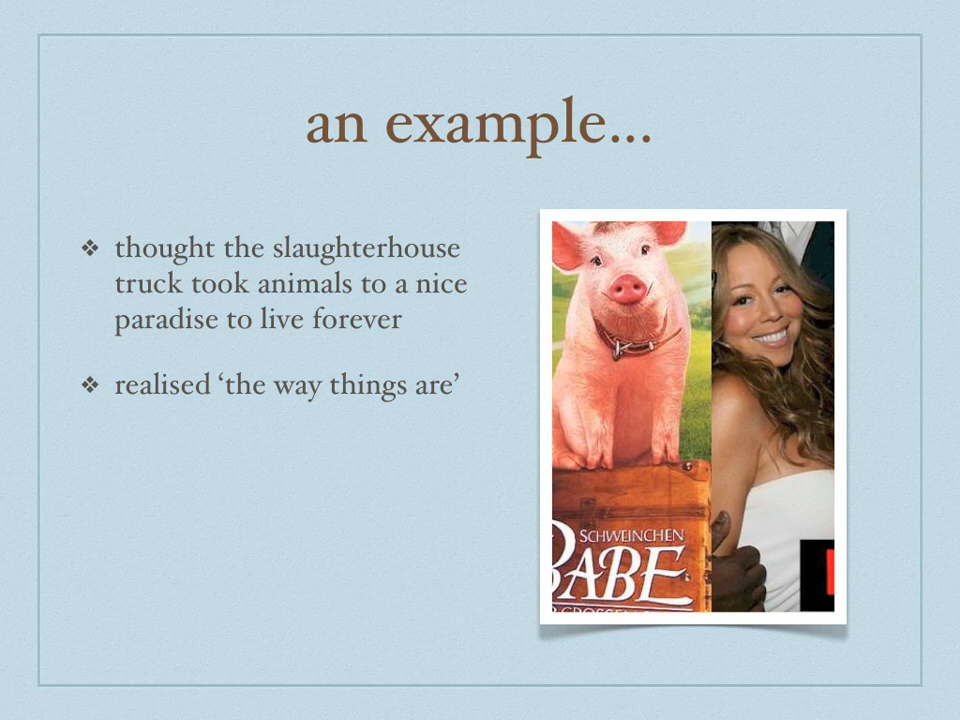 an example...
❖ thought the slaughterhouse
truck took animals to a nice
paradise to live forever
❖ realised ‘the way things are’
SCHWEINCHEN
BABE